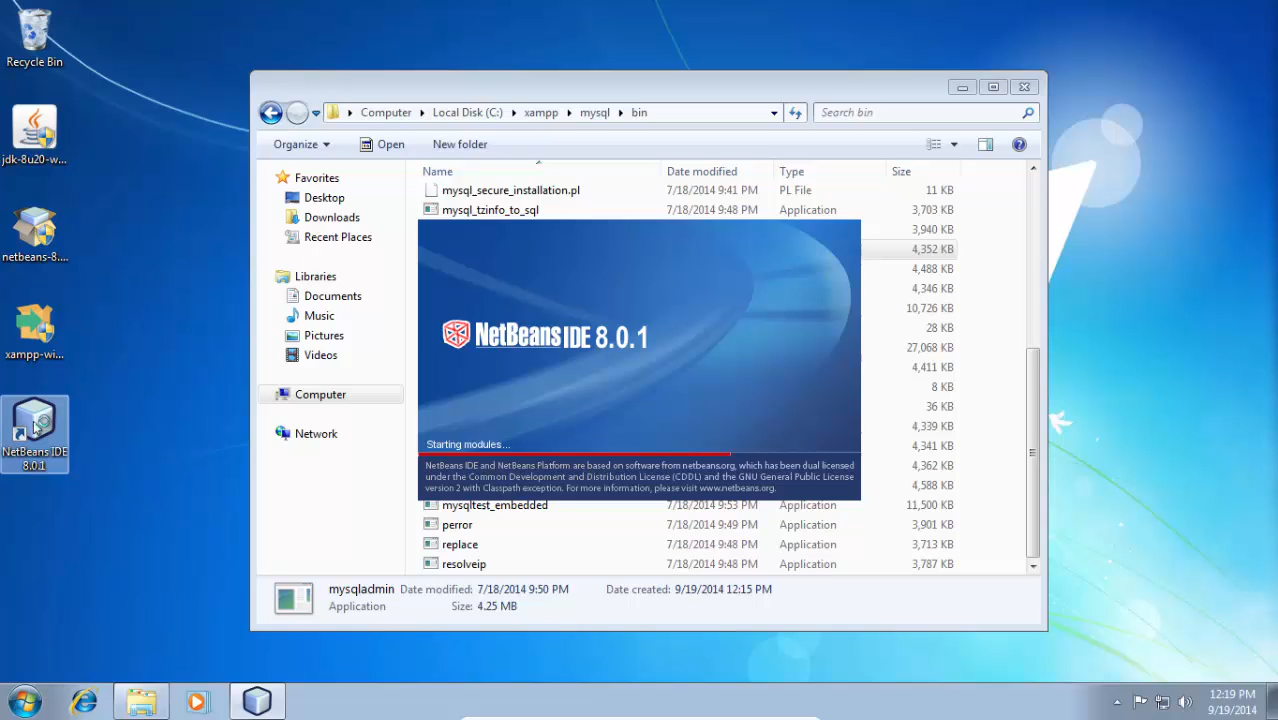 Recycle Bin
jdk-8u20-w...
netbeans-8....
xampp-wi...
NetBeans IDE
8.0.1
Computer
Local Disk (C:)
xampp
mysql
bin
Search bin
Organize
Open
New folder
Favorites
Desktop
Downloads
Recent Places
Libraries
Documents
Music
Pictures
Videos
Computer
Network
Name Date modified Type Size
mysql_secure_installation.pl 7/18/2014 9:41 PM PL File 11 KB
mysql_tzinfo_to_sql 7/18/2014 9:48 PM Application 3,703 KB
3,940 KB
4,352 KB
4,488 KB
4,346 KB
10,726 KB
28 KB
27,068 KB
4,411 KB
8 KB
36 KB
4,339 KB
4,341 KB
4,362 KB
4,588 KB
NetBeans IDE 8.0.1
Starting modules...
NetBeans IDE and NetBeans Platform are based on software from netbeans.org, which has been dual licensed
under the Common Development and Distribution License (CDDL) and the GNU General Public License
version 2 with Classpath exception. For more information, please visit www.netbeans.org.
mysqltest_embedded 7/18/2014 9:53 PM Application 11,500 KB
perror 7/18/2014 9:49 PM Application 3,901 KB
replace 7/18/2014 9:48 PM Application 3,713 KB
resolveip 7/18/2014 9:48 PM Application 3,787 KB
mysqladmin Date modified: 7/18/2014 9:50 PM Date created: 9/19/2014 12:15 PM
Application Size: 4.25 MB
12:19 PM
9/19/2014